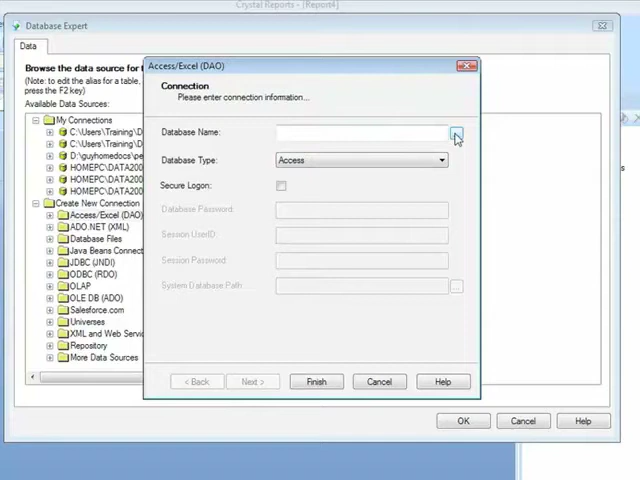 Crystal Reports - [Report4]
Database Expert
Data
Browse the data source for t
(Note: to edit the alias for a table,
press the F2 key)
Available Data Sources:
My Connections
C:\Users\Training\D
C:\Users\Training\D
D:\guyhomedocs\pe
HOMEPC\DATA200
HOMEPC\DATA200
HOMEPC\DATA200
Create New Connection
Access/Excel (DAO)
ADO.NET (XML)
Database Files
Java Beans Connect
JDBC (JNDI)
ODBC (RDO)
OLAP
OLE DB (ADO)
Salesforce.com
Universes
XML and Web Servic
Repository
More Data Sources
Access/Excel (DAO)
Connection
Please enter connection information...
Database Name:
Database Type:
Access
Secure Logon:
Database Password:
Session UserID:
Session Password:
System Database Path:
...
< Back
Next >
Finish
Cancel
Help
OK
Cancel
Help